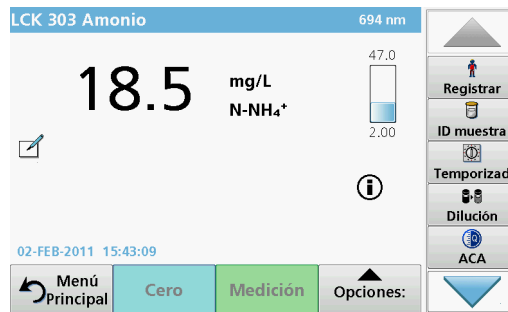 LCK 303 Amonio
694 nm
47.0
18.5
mg/L
N-NH₄⁺
2.00
02-FEB-2011 15:43:09
Menú
Principal
Cero
Medición
Opciones:
Registrar
ID muestra
Temporizad
Dilución
ACA